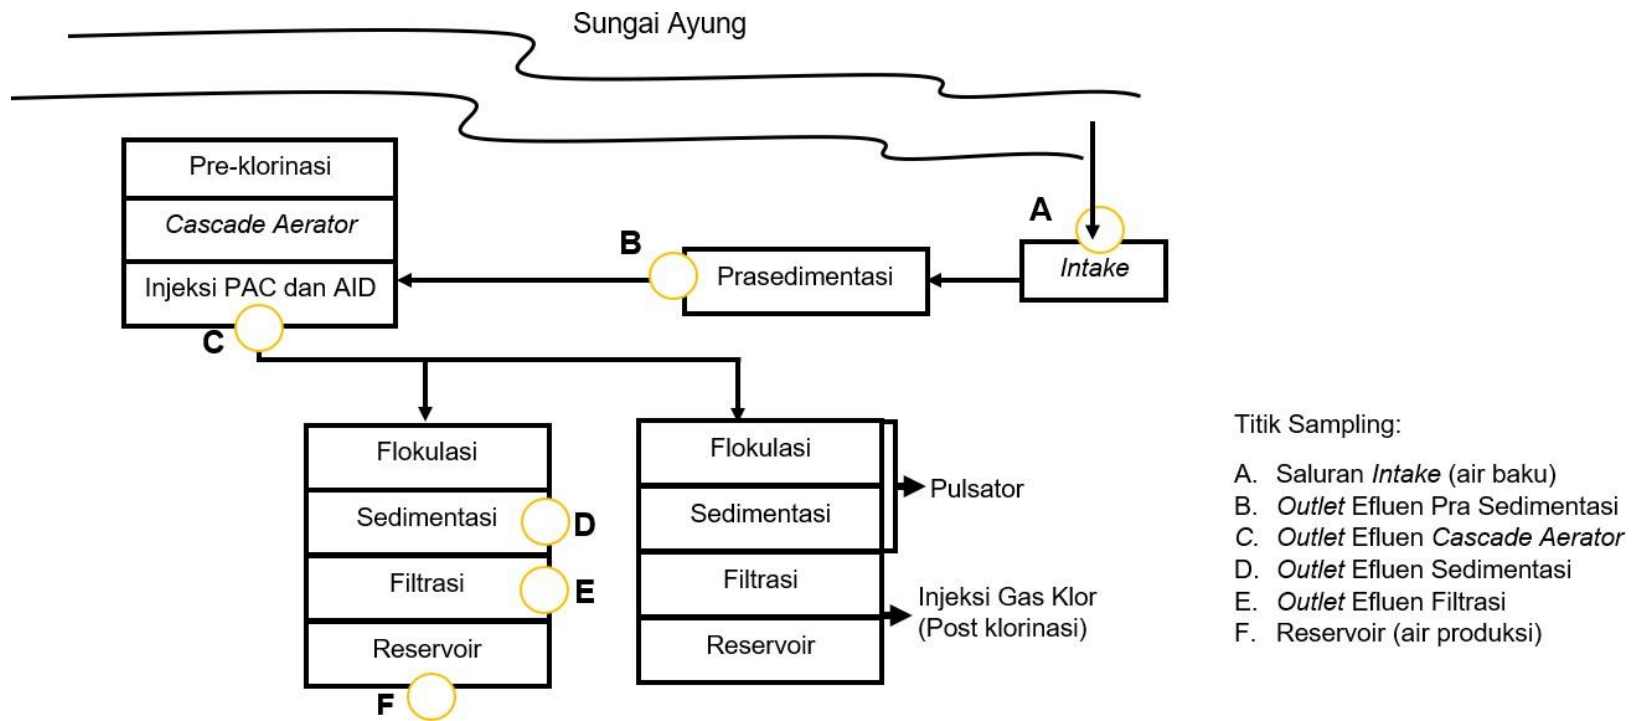 Sungai Ayung
Pre-klorinasi
Cascade Aerator
Injeksi PAC dan AID
C
B
Prasedimentasi
A
Intake
Flokulasi
Sedimentasi
D
Filtrasi
E
Reservoir
F
Flokulasi
Sedimentasi
Pulsator
Filtrasi
Injeksi Gas Klor
(Post klorinasi)
Reservoir
Titik Sampling:
A. Saluran Intake (air baku)
B. Outlet Efluen Pra Sedimentasi
C. Outlet Efluen Cascade Aerator
D. Outlet Efluen Sedimentasi
E. Outlet Efluen Filtrasi
F. Reservoir (air produksi)